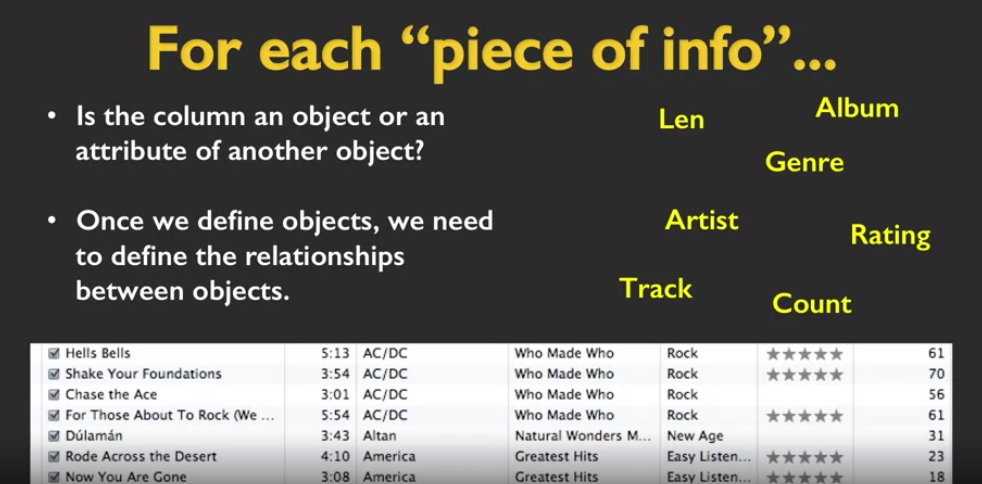 For each “piece of info”...
• Is the column an object or an
attribute of another object?
• Once we define objects, we need
to define the relationships
between objects.
Len
Album
Genre
Artist
Rating
Track
Count
Hells Bells 5:13 AC/DC Who Made Who Rock ★★★★★ 61
Shake Your Foundations 3:54 AC/DC Who Made Who Rock ★★★★★ 70
Chase the Ace 3:01 AC/DC Who Made Who Rock 56
For Those About To Rock (We ... 5:54 AC/DC Who Made Who Rock ★★★★★ 61
Dúlamán 3:43 Altan Natural Wonders M... New Age 31
Rode Across the Desert 4:10 America Greatest Hits Easy Listen... ★★★★★ 23
Now You Are Gone 3:08 America Greatest Hits Easy Listen... ★★★★★ 18